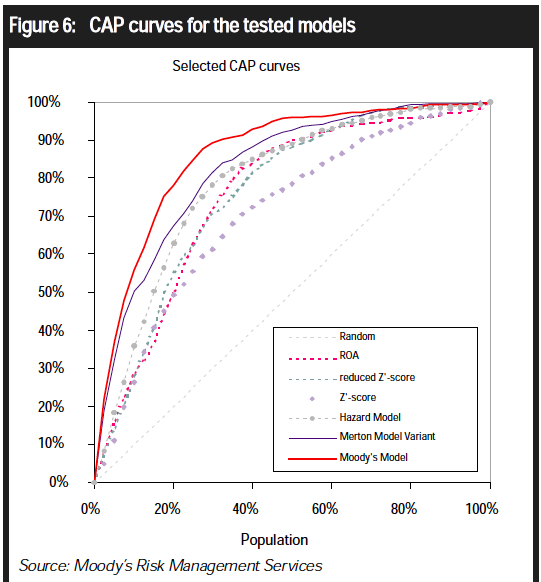 Figure 6: CAP curves for the tested models
Selected CAP curves
100%
90%
80%
70%
60%
50%
40%
30%
20%
10%
0%
Random
ROA
reduced Z'-score
Z'-score
Hazard Model
Merton Model Variant
Moody's Model
0% 20% 40% 60% 80% 100%
Population
Source: Moody's Risk Management Services